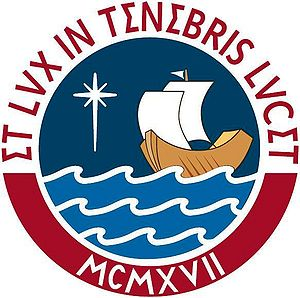 ET LVX IN TENEBRIS LVCET
MCMXVII